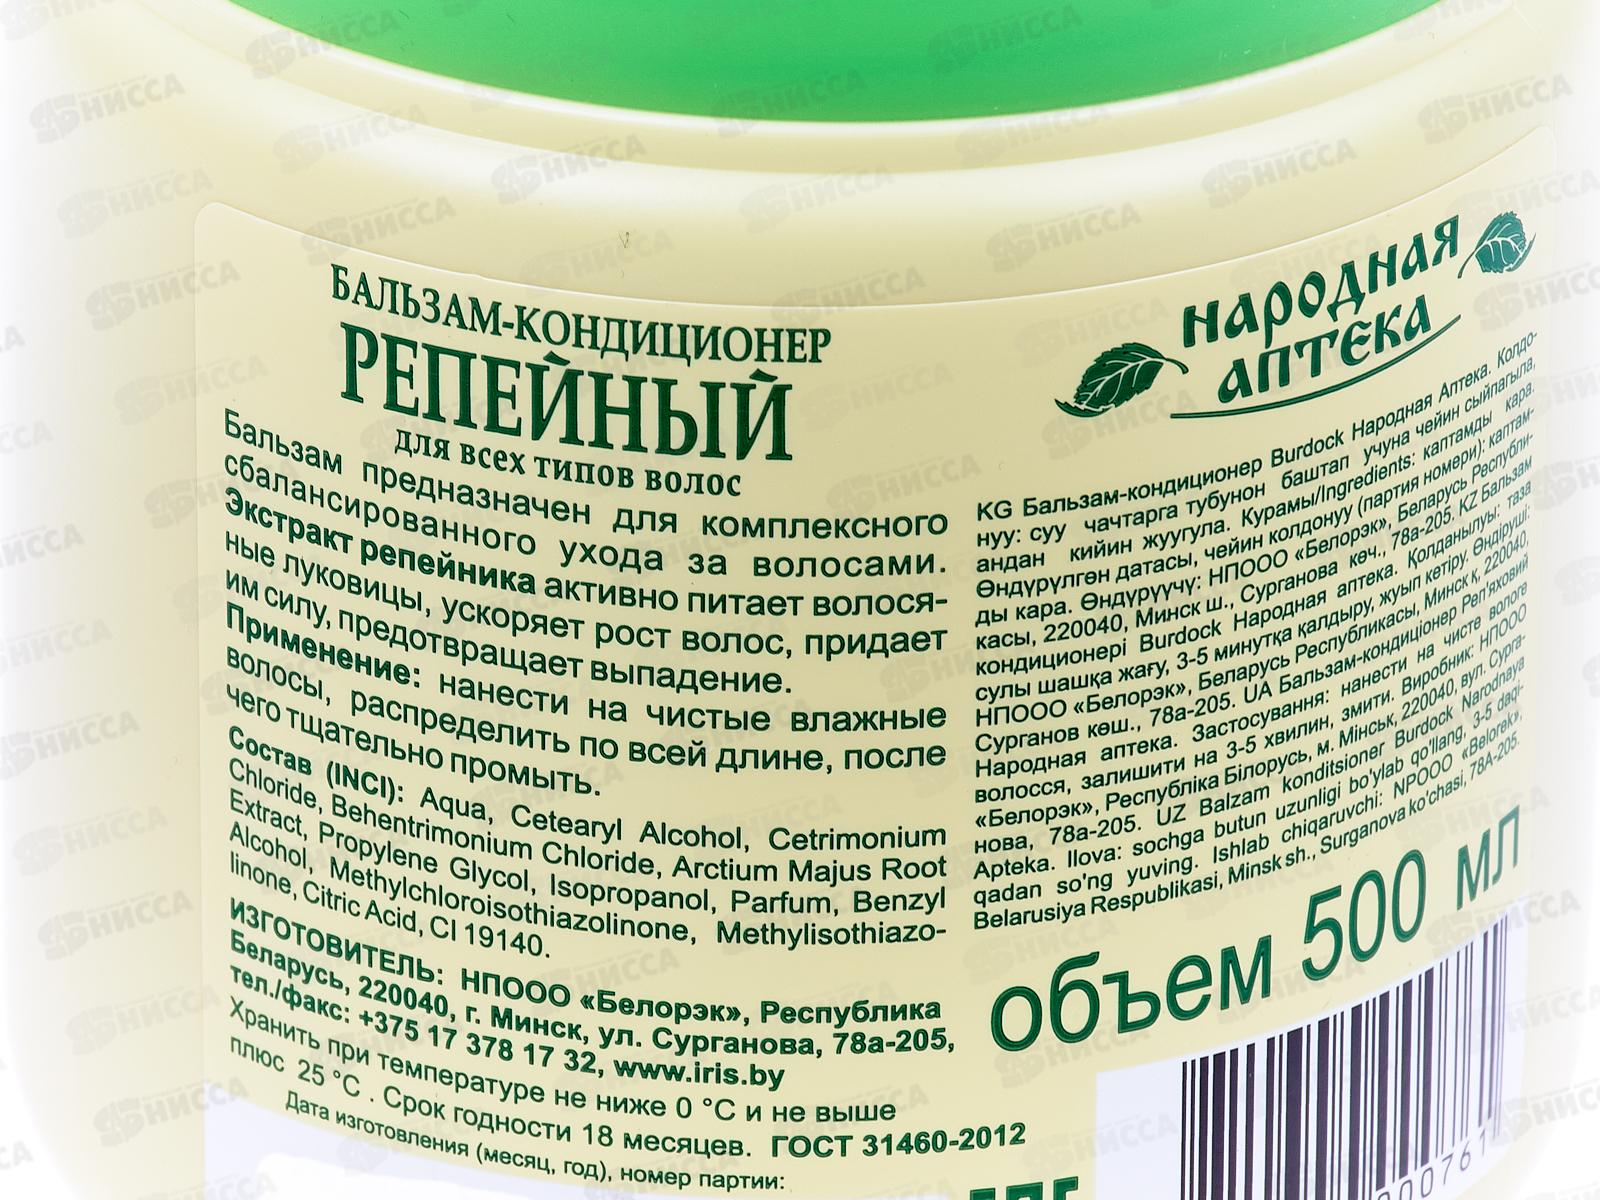 БАЛЬЗАМ-КОНДИЦИОНЕР
РЕПЕЙНЫЙ
для всех типов волос
Бальзам предназначен для комплексного
сбалансированного ухода за волосами.
Экстракт репейника активно питает волося-
ные луковицы, ускоряет рост волос, придает
им силу, предотвращает выпадение.
Применение: нанести на чистые влажные
волосы, распределить по всей длине, после
чего тщательно промыть.
Состав (INCI): Aqua, Cetearyl Alcohol, Cetrimonium
Chloride, Behentrimonium Chloride, Arctium Majus Root
Extract, Propylene Glycol, Isopropanol, Parfum, Benzyl
Alcohol, Methylchloroisothiazolinone, Methylisothiazo-
linone, Citric Acid, CI 19140.
ИЗГОТОВИТЕЛЬ: НПООО «Белорэк», Республика
Беларусь, 220040, г. Минск, ул. Сурганова, 78а-205,
тел./факс: +375 17 378 17 32, www.iris.by
Хранить при температуре не ниже 0 °С и не выше
плюс 25 °С . Срок годности 18 месяцев. ГОСТ 31460-2012
Дата изготовления (месяц, год), номер партии:
НАРОДНАЯ
АПТЕКА
KG Бальзам-кондиционер Burdock Народная Аптека. Колдо-
нуу: суу чачтарга тубунон баштап учуна чейин сыйпагыла,
андан кийин жуугула. Курамы/Ingredients: каптамды кара.
Өндүрүлгөн датасы, чейин колдонуу (партия номери): каптам-
ды кара. Өндүрүүчү: НПООО «Белорэк», Беларусь Республи-
касы, 220040, Минск ш., Сурганова көч., 78а-205. KZ Бальзам
кондиционері Burdock Народная аптека. Қолданылуы: таза
сулы шашқа жағу, 3-5 минутқа қалдыру, жуып кетіру. Өндіруші:
НПООО «Белорэк», Беларусь Республикасы, Минск қ, 220040,
Сурганов көш., 78а-205. UA Бальзам-кондиціонер Реп'яховий
Народная аптека. Застосування: нанести на чисте вологе
волосся, залишити на 3-5 хвилин, змити. Виробник: НПООО
«Белорэк», Республіка Білорусь, м. Мінськ, 220040, вул. Сурга-
нова, 78а-205. UZ Balzam konditsioner Burdock Narodnaya
Apteka. Ilova: sochga butun uzunligi bo'ylab qo'llang, 3-5 daqi-
qadan so'ng yuving. Ishlab chiqaruvchi: NPOOO «Belorek»,
Belarusiya Respublikasi, Minsk sh., Surganova ko'chasi, 78A-205.
объем 500 мл
НИССА